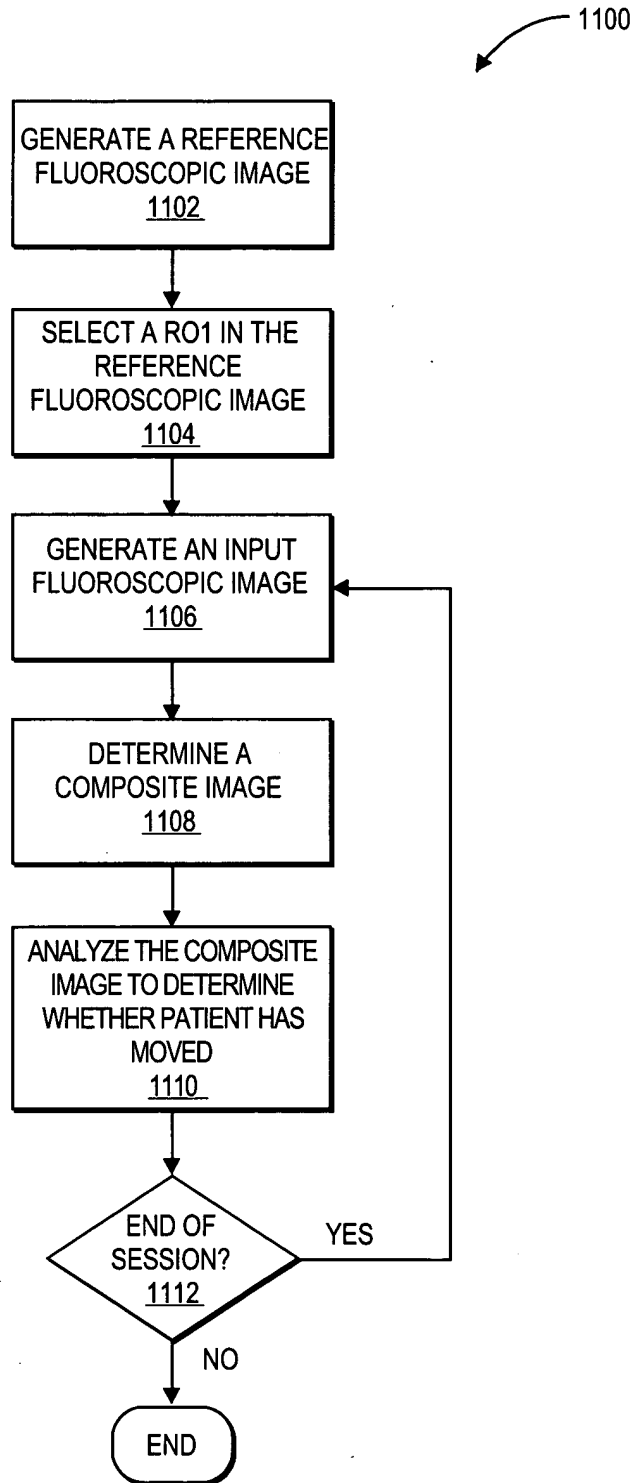 1100
GENERATE A REFERENCE
FLUOROSCOPIC IMAGE
1102
SELECT A RO1 IN THE
REFERENCE
FLUOROSCOPIC IMAGE
1104
GENERATE AN INPUT
FLUOROSCOPIC IMAGE
1106
DETERMINE A
COMPOSITE IMAGE
1108
ANALYZE THE COMPOSITE
IMAGE TO DETERMINE
WHETHER PATIENT HAS
MOVED
1110
END OF
SESSION?
1112
YES
NO
END